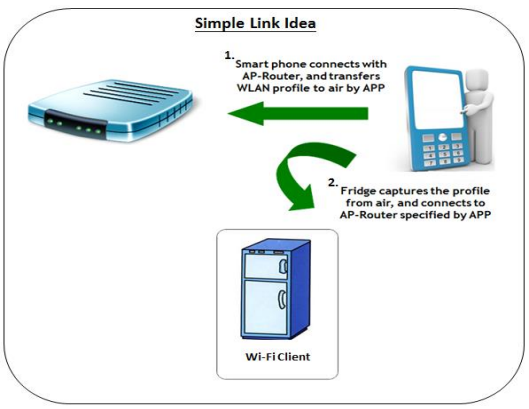 Simple Link Idea
1.
Smart phone connects with
AP-Router, and transfers
WLAN profile to air by APP
2.
Fridge captures the profile
from air, and connects to
AP-Router specified by APP
Wi-Fi Client